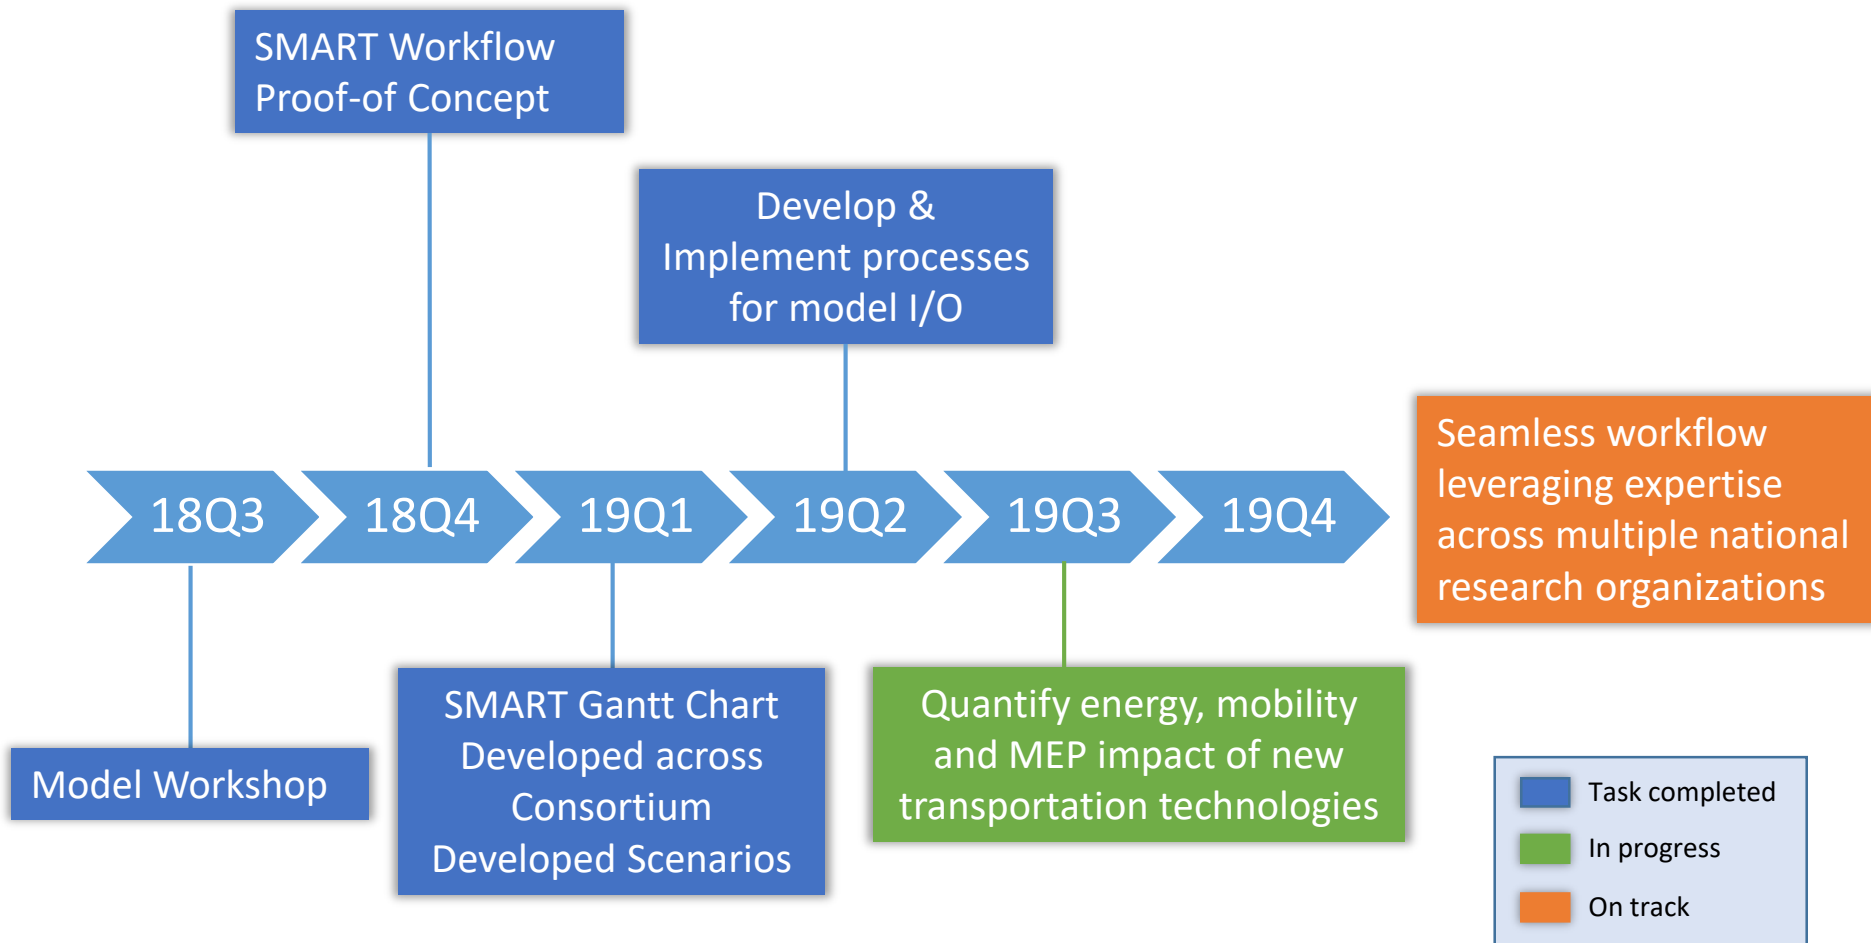 SMART Workflow
Proof-of Concept
Develop &
Implement processes
for model I/O
18Q3
18Q4
19Q1
19Q2
19Q3
19Q4
Seamless workflow
leveraging expertise
across multiple national
research organizations
Model Workshop
SMART Gantt Chart
Developed across
Consortium
Developed Scenarios
Quantify energy, mobility
and MEP impact of new
transportation technologies
Task completed
In progress
On track